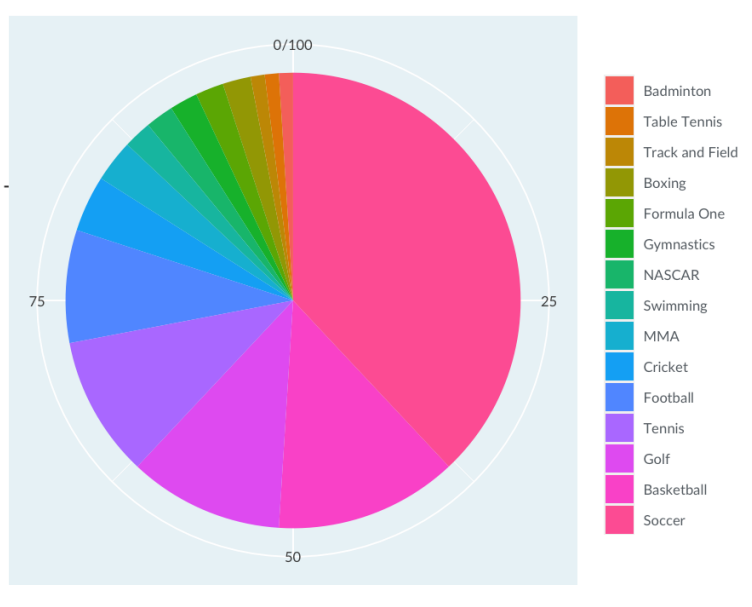 0/100
25
50
75
Badminton
Table Tennis
Track and Field
Boxing
Formula One
Gymnastics
NASCAR
Swimming
MMA
Cricket
Football
Tennis
Golf
Basketball
Soccer